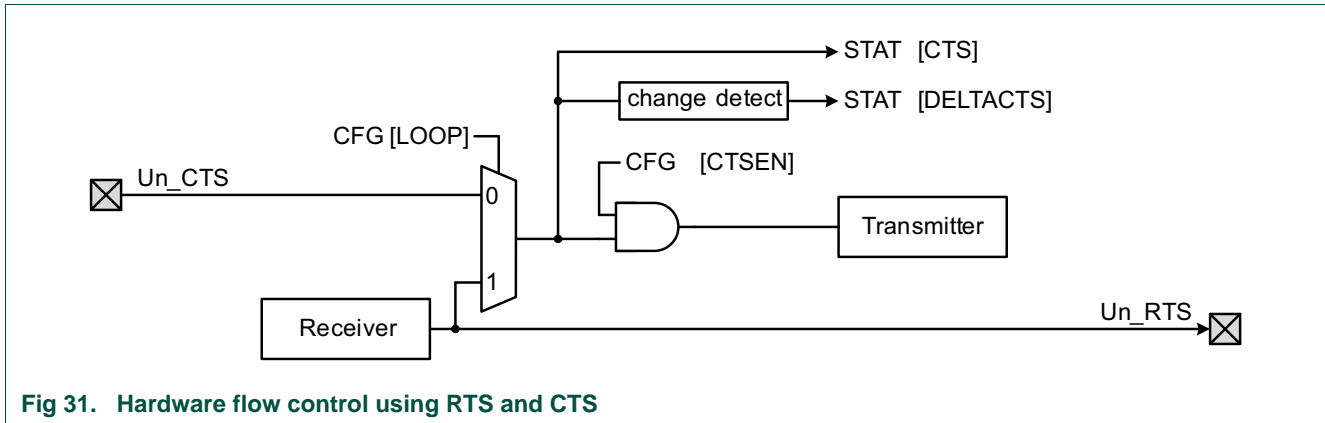 STAT [CTS]
change detect
STAT [DELTACTS]
CFG [LOOP]
CFG [CTSEN]
Un_CTS
0
Transmitter
1
Un_RTS
Receiver
Fig 31. Hardware flow control using RTS and CTS